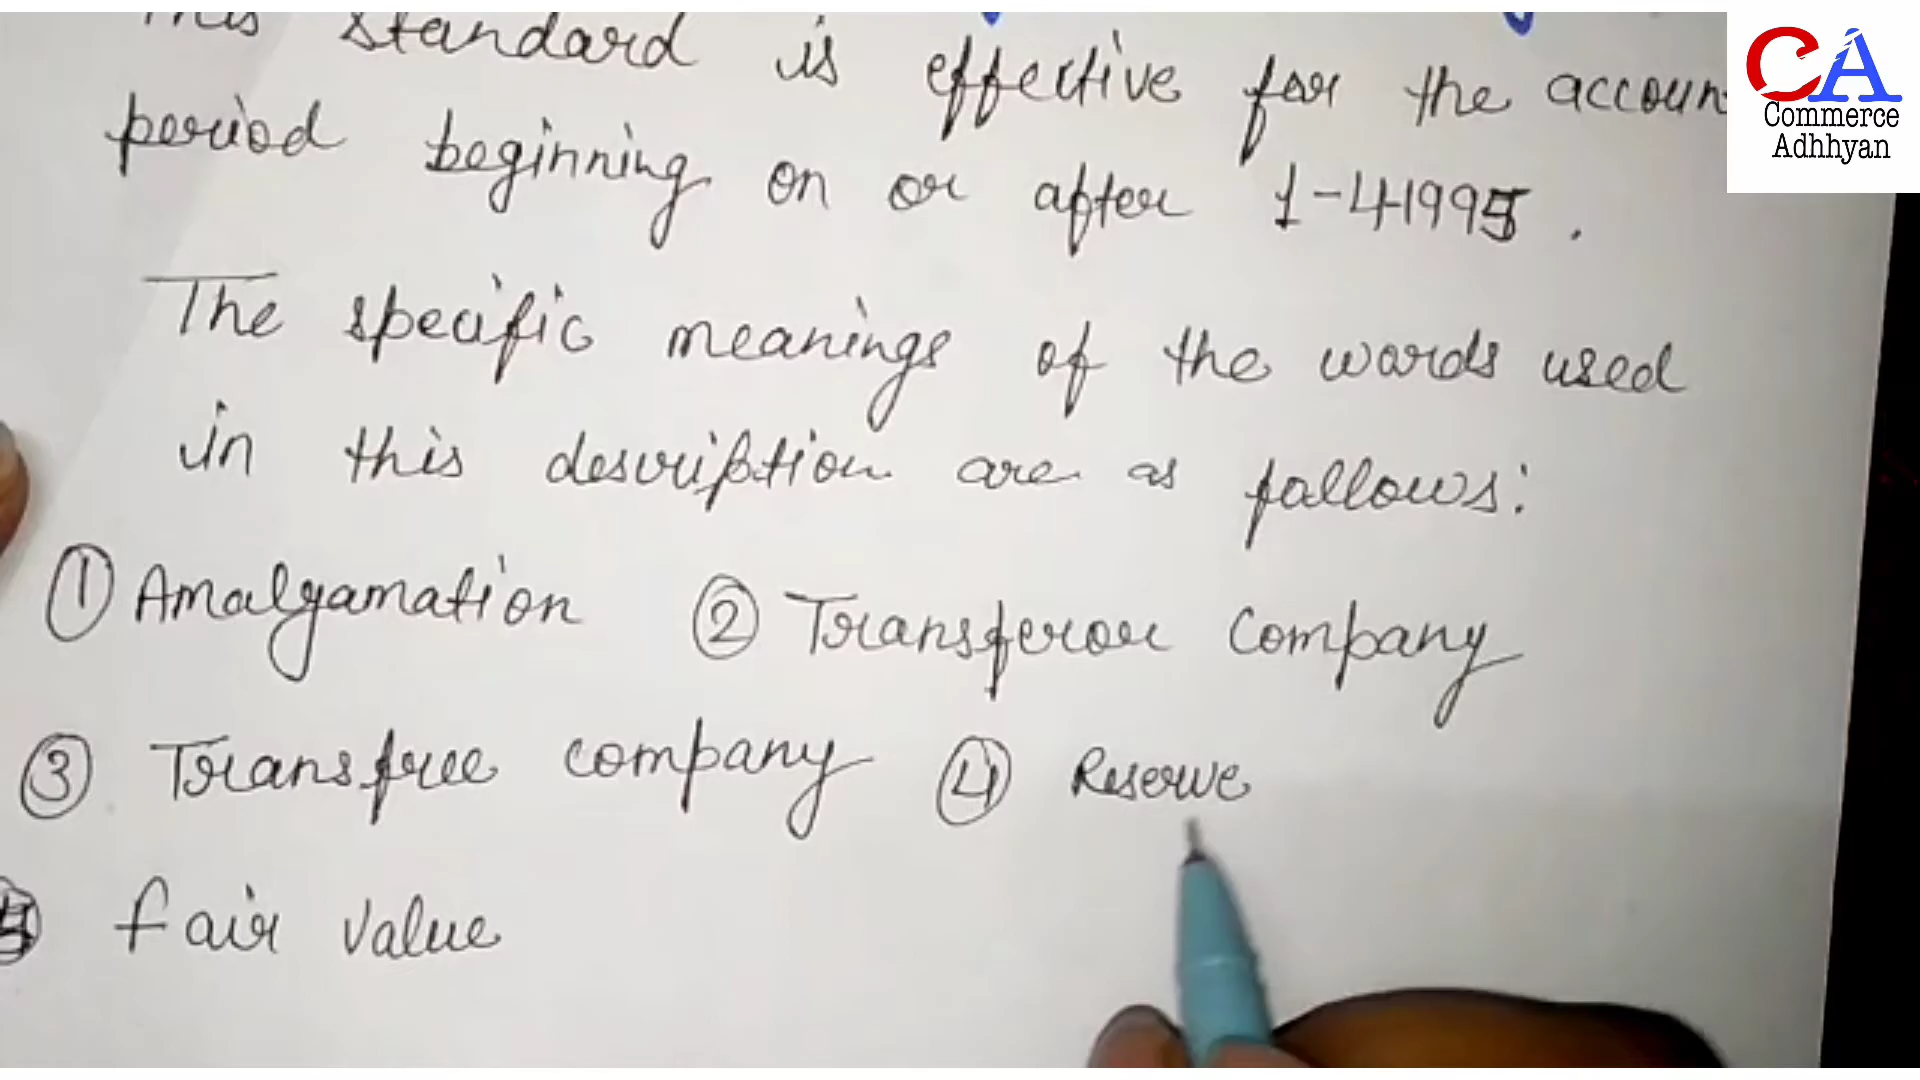 This standard is effective for the accoun
period beginning on or after 1-4-1995.
The specific meanings of the words used
in this description are as follows:
① Amalgamation ② Transferor Company
③ Transfree company ④ Reserve
fair value
CA
Commerce
Adhhyan